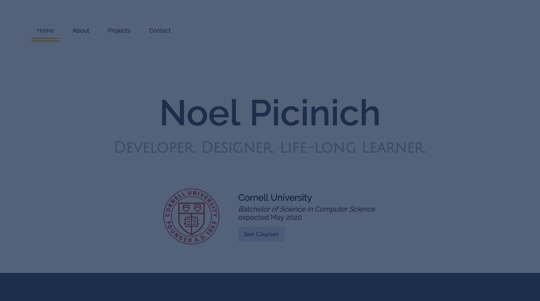 Home About Projects Contact
Noel Picinich
Developer. Designer. Life-long Learner.
Cornell University
Batchelor of Science in Computer Science
expected May 2020
See Courses
CORNELL UNIVERSITY
FOUNDED A.D. 1865